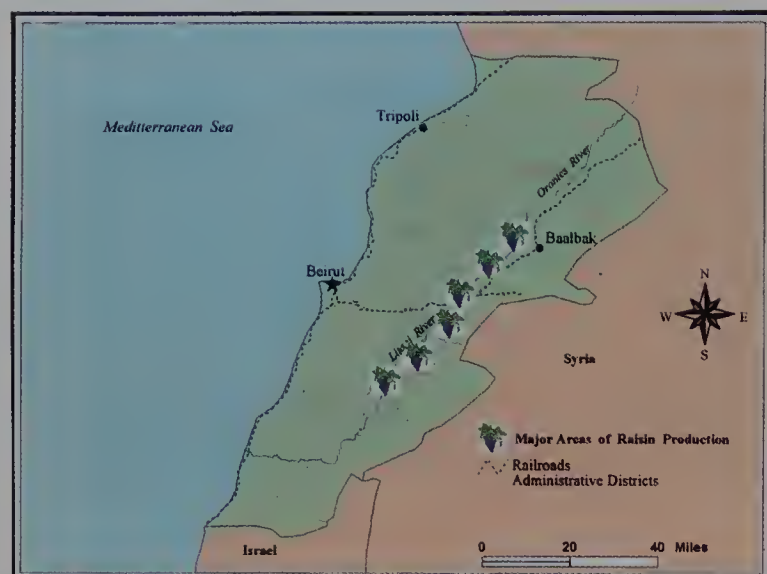 Mediterranean Sea
Tripoli
Orontes River
Baalbak
Beirut
River
N
W E
S
Syria
Major Areas of Raisin Production
Railroads
Administrative Districts
Israel
0 20 40 Miles